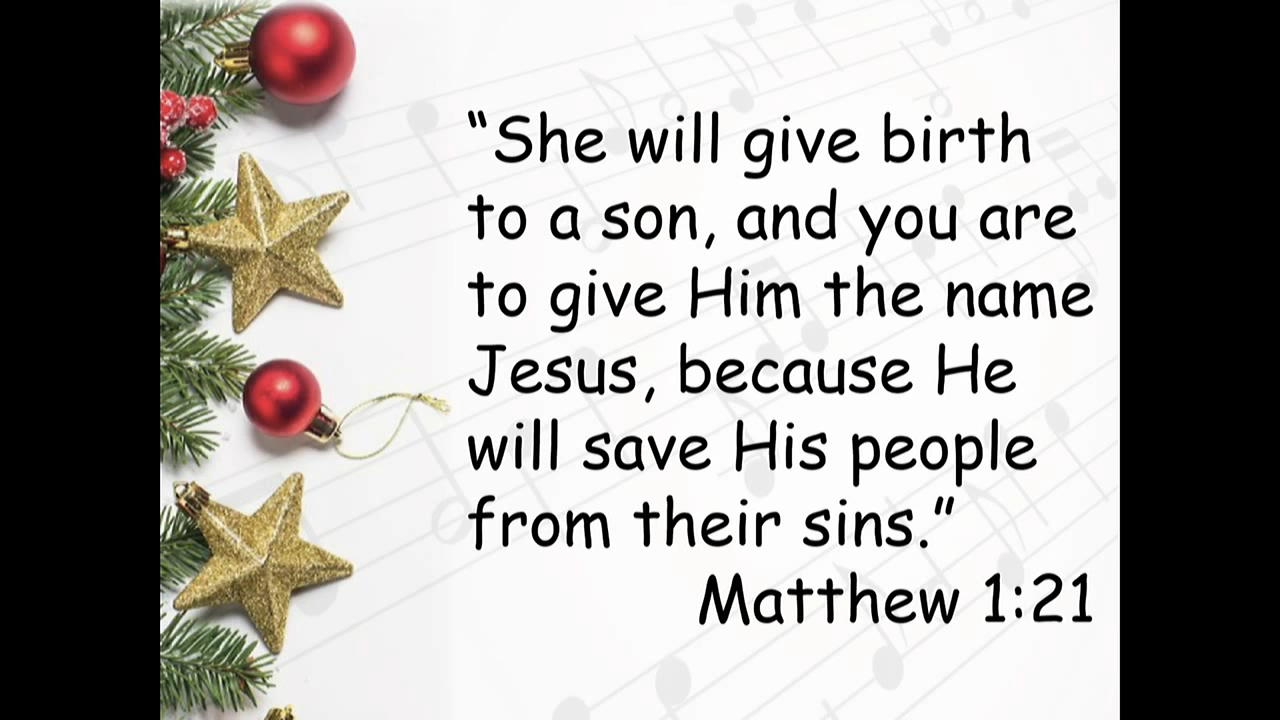 “She will give birth
to a son, and you are
to give Him the name
Jesus, because He
will save His people
from their sins.”
Matthew 1:21